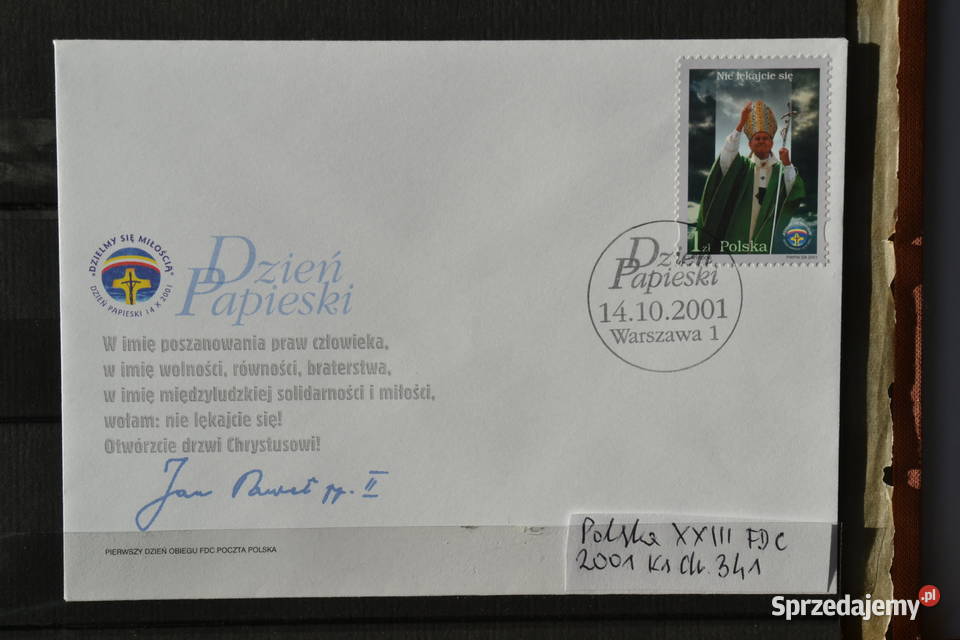 Nie lękajcie się
1 zł Polska
"DZIELMY SIĘ MIŁOŚCIĄ"
DZIEŃ PAPIESKI 14 X 2001
Dzień
Papieski
Dzień
Papieski
14.10.2001
Warszawa 1
W imię poszanowania praw człowieka,
w imię wolności, równości, braterstwa,
w imię międzyludzkiej solidarności i miłości,
wołam: nie lękajcie się!
Otwórzcie drzwi Chrystusowi!
Jan Paweł pp. II
PIERWSZY DZIEŃ OBIEGU FDC POCZTA POLSKA
Polska XXIII FDC
2001 K1 Ch. 341
Sprzedajemy.pl